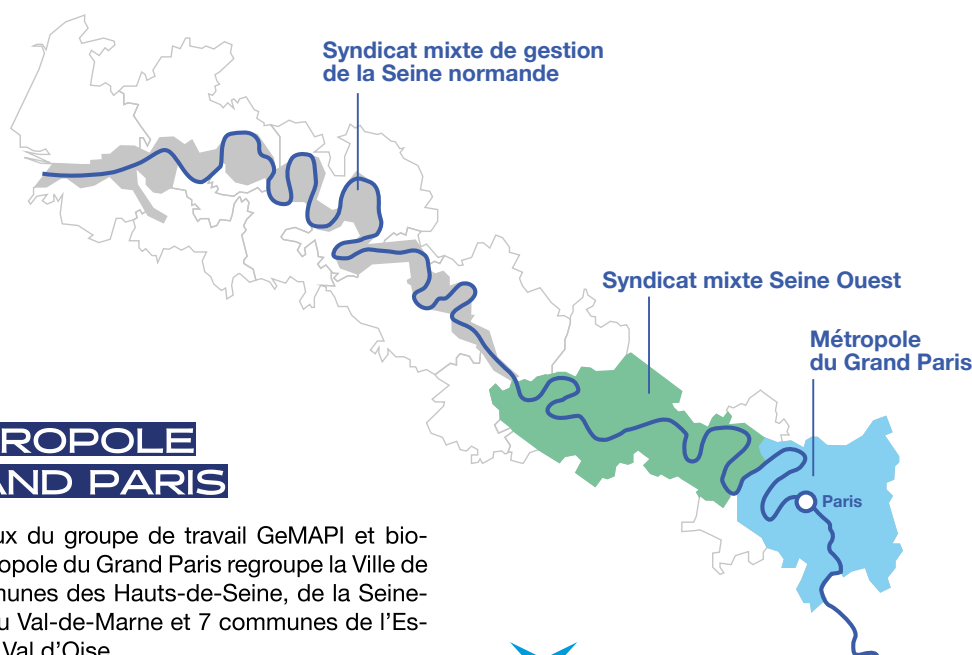 Syndicat mixte de gestion
de la Seine normande
Syndicat mixte Seine Ouest
Métropole
du Grand Paris
Paris
ROPOLE
AND PARIS
ux du groupe de travail GeMAPI et bio-
opole du Grand Paris regroupe la Ville de
munes des Hauts-de-Seine, de la Seine-
u Val-de-Marne et 7 communes de l'Es-
Val d'Oise